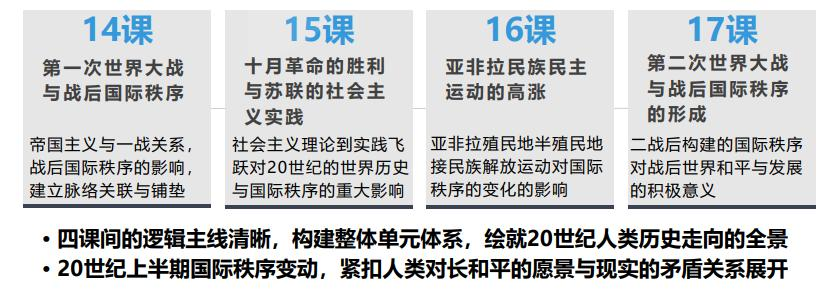 14课
第一次世界大战
与战后国际秩序
帝国主义与一战关系，
战后国际秩序的影响，
建立脉络关联与铺垫
15课
十月革命的胜利
与苏联的社会主
义实践
社会主义理论到实践飞
跃对20世纪的世界历史
与国际秩序的重大影响
16课
亚非拉民族民主
运动的高涨
亚非拉殖民地半殖民地
接民族解放运动对国际
秩序的变化的影响
17课
第二次世界大战
与战后国际秩序
的形成
二战后构建的国际秩序
对战后世界和平与发展
的积极意义
• 四课间的逻辑主线清晰，构建整体单元体系，绘就20世纪人类历史走向的全景
• 20世纪上半期国际秩序变动，紧扣人类对长和平的愿景与现实的矛盾关系展开